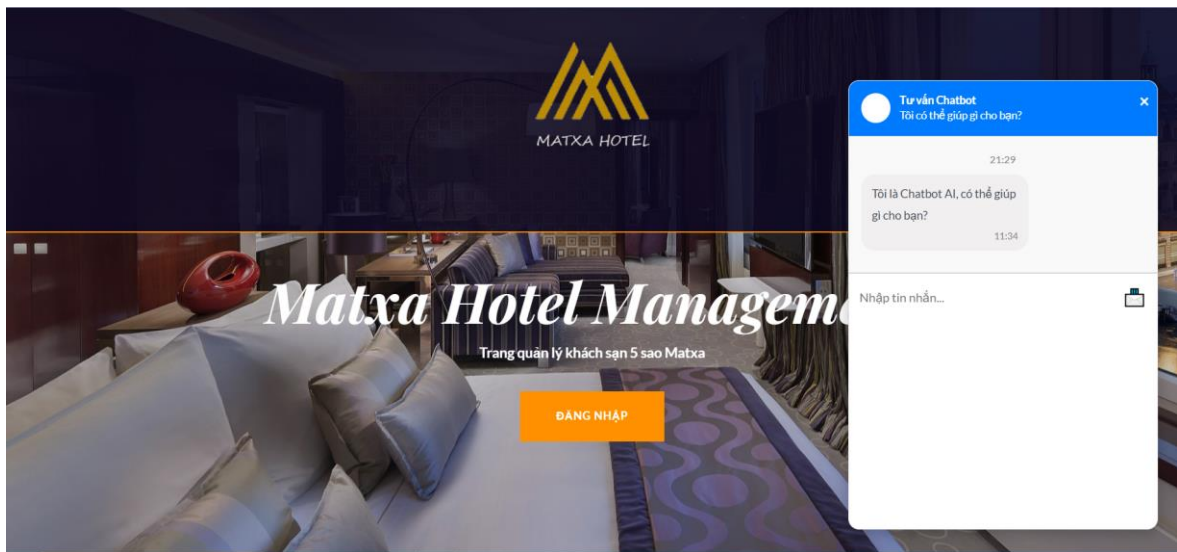 MATXA HOTEL
Matxa Hotel Manageme
Trang quản lý khách sạn 5 sao Matxa
ĐĂNG NHẬP
Tư vấn Chatbot
Tôi có thể giúp gì cho bạn?
×
21:29
Tôi là Chatbot AI, có thể giúp
gì cho bạn?
11:34
Nhập tin nhắn...